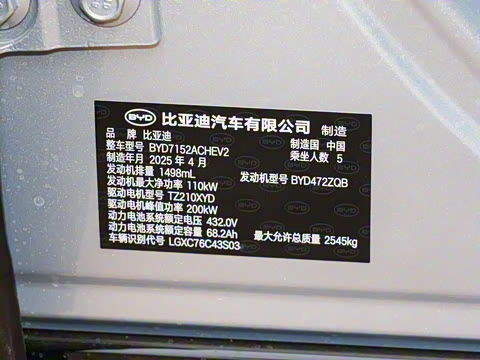 BYD 比亚迪汽车有限公司 制造
品 牌 比亚迪 制造国 中国
整车型号 BYD7152ACHEV2 乘坐人数 5
制造年月 2025 年 4 月
发动机排量 1498mL 发动机型号 BYD472ZQB
发动机最大净功率 110kW
驱动电机型号 TZ210XYD
驱动电机峰值功率 200kW
动力电池系统额定电压 432.0V
动力电池系统额定容量 68.2Ah 最大允许总质量 2545kg
车辆识别代号 LGXC76C43S03